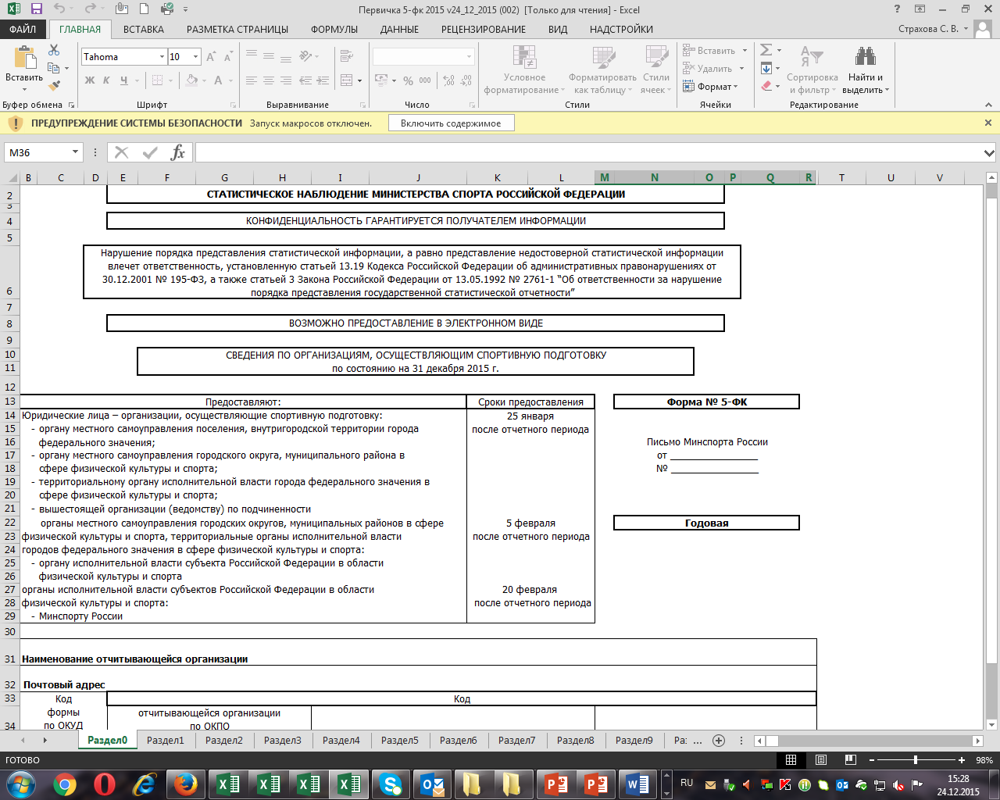 Первичка 5-фк 2015 v24_12_2015 (002) [Только для чтения] - Excel
ФАЙЛ ГЛАВНАЯ ВСТАВКА РАЗМЕТКА СТРАНИЦЫ ФОРМУЛЫ ДАННЫЕ РЕЦЕНЗИРОВАНИЕ ВИД НАДСТРОЙКИ Страхова С. В.
Вставить
Tahoma 10
Ж К Ч A
% 000
Условное форматирование
Форматировать как таблицу
Стили ячеек
Вставить
Удалить
Формат
Сортировка и фильтр
Найти и выделить
Буфер обмена Шрифт Выравнивание Число Стили Ячейки Редактирование
ПРЕДУПРЕЖДЕНИЕ СИСТЕМЫ БЕЗОПАСНОСТИ Запуск макросов отключен. Включить содержимое
M36 fx
B C D E F G H I J K L M N O P Q R T U V
2 СТАТИСТИЧЕСКОЕ НАБЛЮДЕНИЕ МИНИСТЕРСТВА СПОРТА РОССИЙСКОЙ ФЕДЕРАЦИИ
3
4 КОНФИДЕНЦИАЛЬНОСТЬ ГАРАНТИРУЕТСЯ ПОЛУЧАТЕЛЕМ ИНФОРМАЦИИ
5
Нарушение порядка представления статистической информации, а равно представление недостоверной статистической информации
влечет ответственность, установленную статьей 13.19 Кодекса Российской Федерации об административных правонарушениях от
30.12.2001 № 195-ФЗ, а также статьей 3 Закона Российской Федерации от 13.05.1992 № 2761-1 “Об ответственности за нарушение
6 порядка представления государственной статистической отчетности”
7
8 ВОЗМОЖНО ПРЕДОСТАВЛЕНИЕ В ЭЛЕКТРОННОМ ВИДЕ
9
10 СВЕДЕНИЯ ПО ОРГАНИЗАЦИЯМ, ОСУЩЕСТВЛЯЮЩИМ СПОРТИВНУЮ ПОДГОТОВКУ
11 по состоянию на 31 декабря 2015 г.
12
13 Предоставляют: Сроки предоставления Форма № 5-ФК
14 Юридические лица – организации, осуществляющие спортивную подготовку: 25 января
15 - органу местного самоуправления поселения, внутригородской территории города после отчетного периода
16 федерального значения; Письмо Минспорта России
17 - органу местного самоуправления городского округа, муниципального района в от ________________
18 сфере физической культуры и спорта; № ________________
19 - территориальному органу исполнительной власти города федерального значения в
20 сфере физической культуры и спорта;
21 - вышестоящей организации (ведомству) по подчиненности
22 органы местного самоуправления городских округов, муниципальных районов в сфере 5 февраля Годовая
23 физической культуры и спорта, территориальные органы исполнительной власти после отчетного периода
24 городов федерального значения в сфере физической культуры и спорта:
25 - органу исполнительной власти субъекта Российской Федерации в области
26 физической культуры и спорта
27 органы исполнительной власти субъектов Российской Федерации в области 20 февраля
28 физической культуры и спорта: после отчетного периода
29 - Минспорту России
30
31 Наименование отчитывающейся организации
32 Почтовый адрес
33 Код Код
формы отчитывающейся организации
34 по ОКУД по ОКПО
Раздел0 Раздел1 Раздел2 Раздел3 Раздел4 Раздел5 Раздел6 Раздел7 Раздел8 Раздел9 Ра: ...
ГОТОВО 98%
RU 15:28
24.12.2015